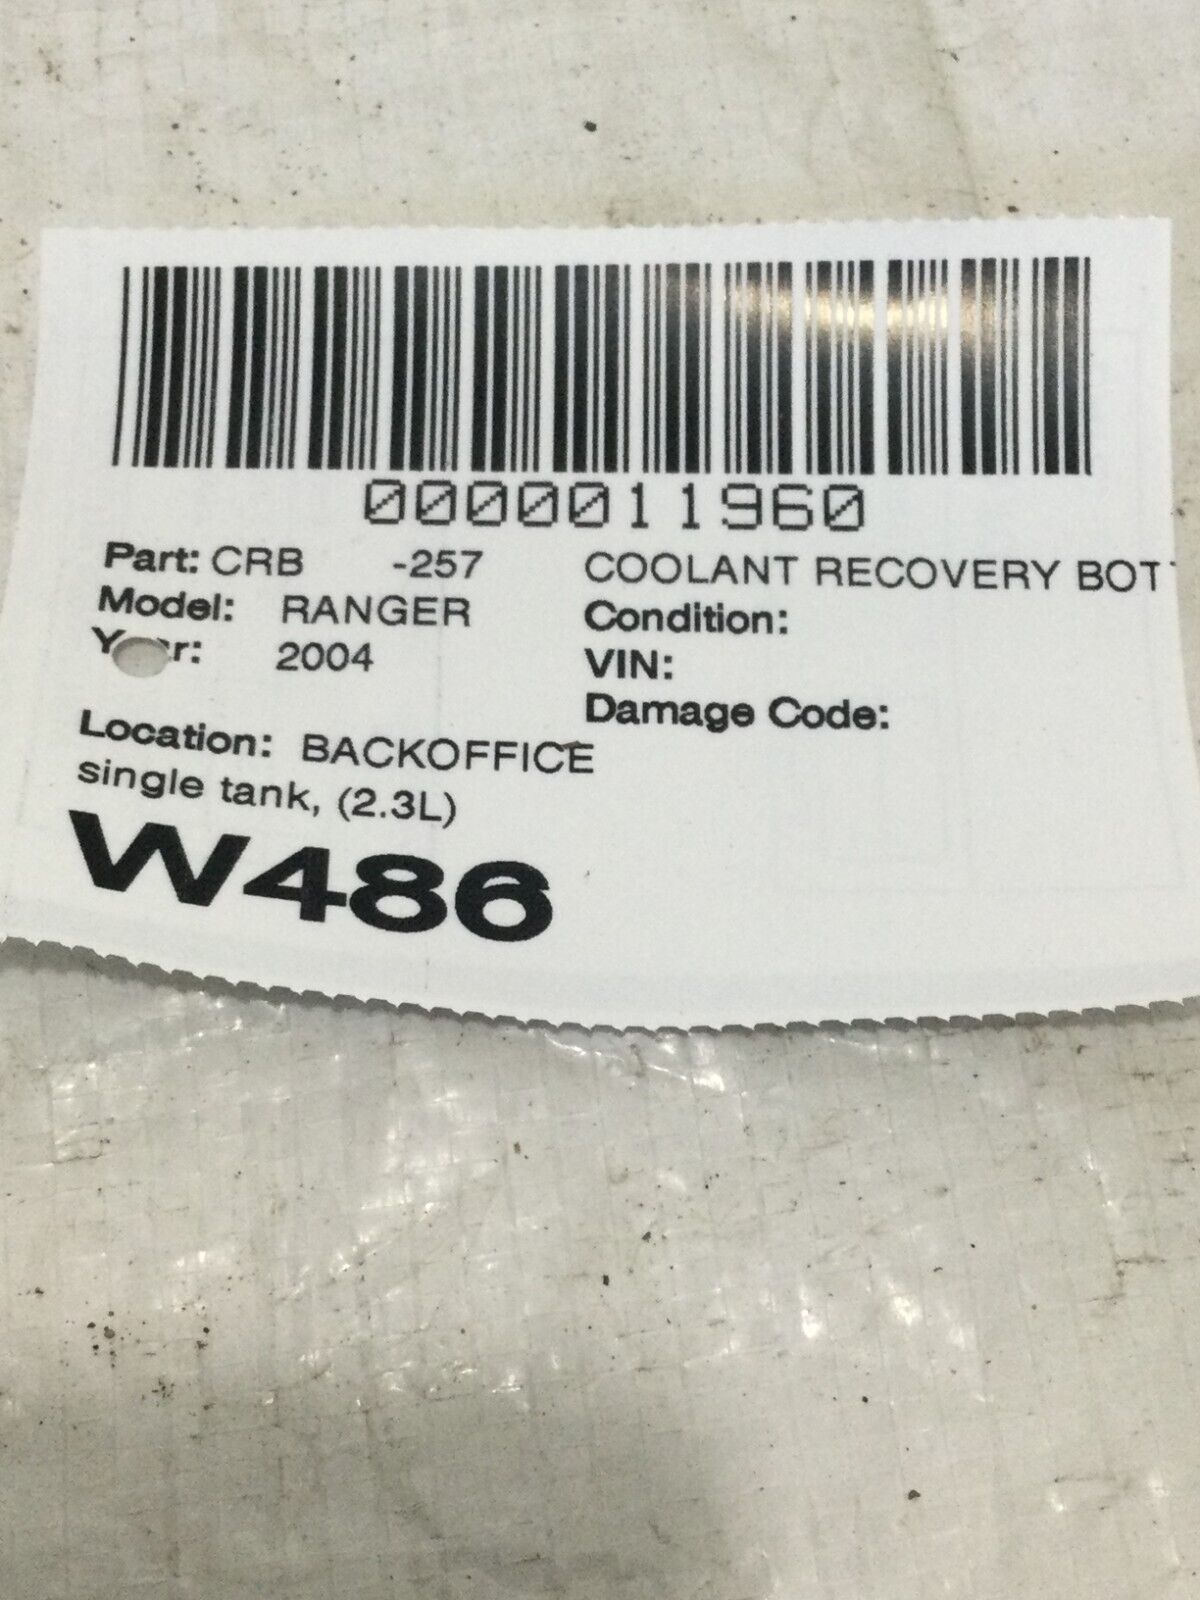 0000011960
Part: CRB -257 COOLANT RECOVERY BOT
Model: RANGER Condition:
Year: 2004 VIN:
Damage Code:
Location: BACKOFFICE
single tank, (2.3L)
W486